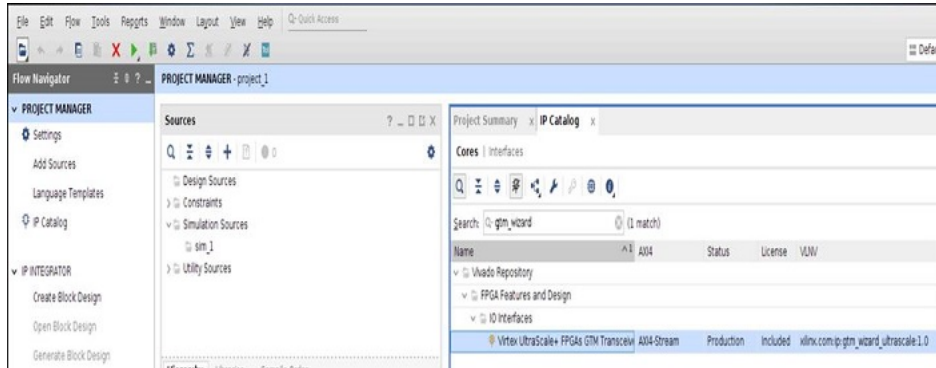 File Edit Flow Tools Reports Window Layout View Help Q- Quick Access
Defa
Flow Navigator
PROJECT MANAGER - project_1
PROJECT MANAGER
Settings
Add Sources
Language Templates
IP Catalog
IP INTEGRATOR
Create Block Design
Open Block Design
Generate Block Design
Sources
0
Design Sources
Constraints
Simulation Sources
sim_1
Utility Sources
Project Summary x IP Catalog x
Cores | Interfaces
Search: Q- gtm_wizard (1 match)
Name ^1 AXI4 Status License VLNV
Vivado Repository
FPGA Features and Design
IO Interfaces
Virtex UltraScale+ FPGAs GTM Transceive AXI4-Stream Production Included xilinx.com:ip:gtm_wizard_ultrascale:1.0